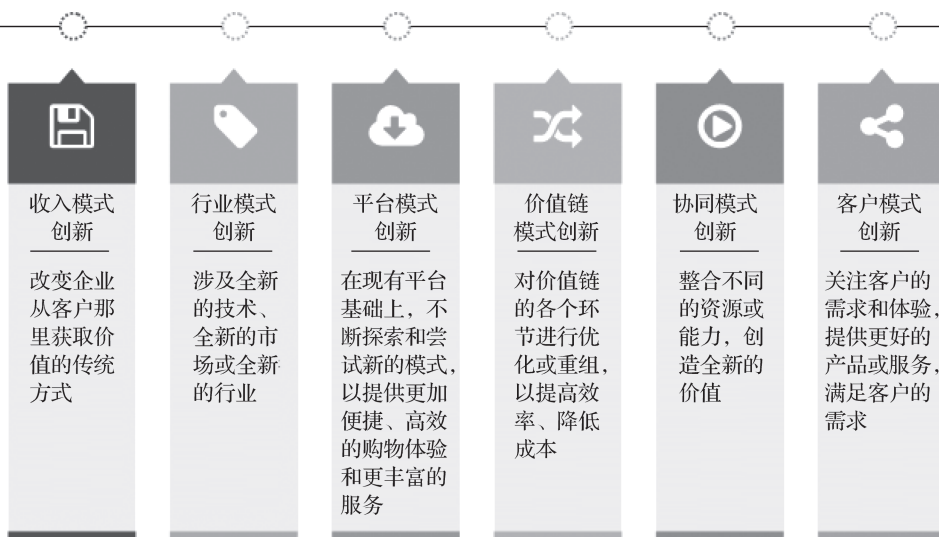 收入模式
创新
改变企业
从客户那
里获取价
值的传统
方式
行业模式
创新
涉及全新
的技术、
全新的市
场或全新
的行业
平台模式
创新
在现有平台
基础上，不
断探索和尝
试新的模式，
以提供更加
便捷、高效
的购物体验
和更丰富的
服务
价值链
模式创新
对价值链
的各个环
节进行优
化或重组，
以提高效
率、降低
成本
协同模式
创新
整合不同
的资源或
能力，创
造全新的
价值
客户模式
创新
关注客户的
需求和体验，
提供更好的
产品或服务，
满足客户的
需求